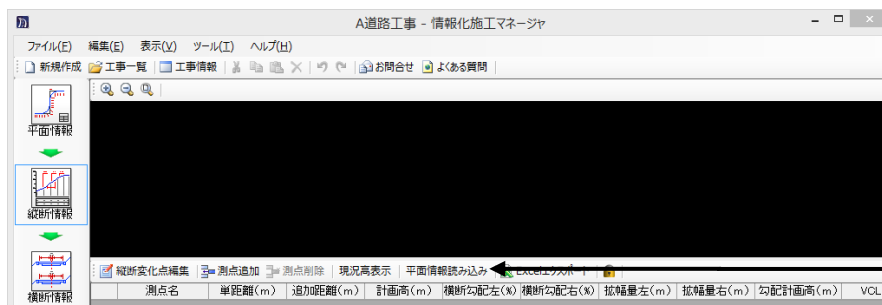 A道路工事 - 情報化施工マネージャ
ファイル(F) 編集(E) 表示(V) ツール(T) ヘルプ(H)
新規作成 工事一覧 工事情報 お問合せ よくある質問
平面情報
縦断情報
縦断変化点編集 測点追加 測点削除 現況高表示 平面情報読み込み Excelエクスポート
横断情報
測点名 単距離(m) 追加距離(m) 計画高(m) 横断勾配左(%) 横断勾配右(%) 拡幅量左(m) 拡幅量右(m) 勾配計画高(m) VCL